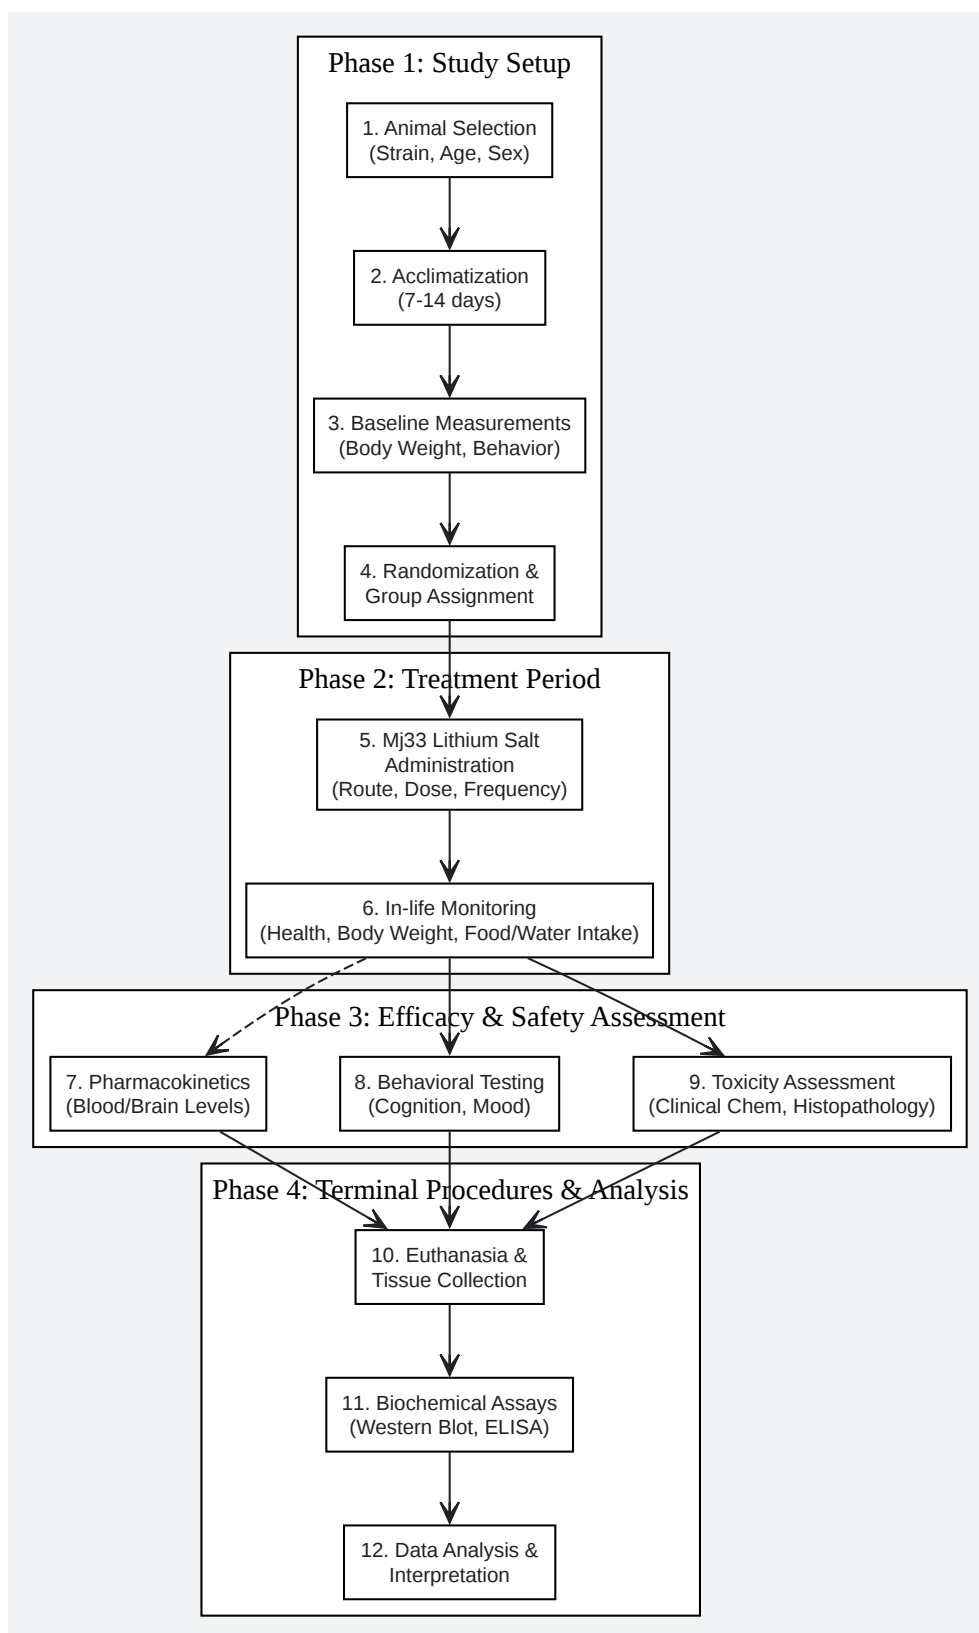 Phase 1: Study Setup
1. Animal Selection
(Strain, Age, Sex)
2. Acclimatization
(7-14 days)
3. Baseline Measurements
(Body Weight, Behavior)
4. Randomization &
Group Assignment
Phase 2: Treatment Period
5. Mj33 Lithium Salt
Administration
(Route, Dose, Frequency)
6. In-life Monitoring
(Health, Body Weight, Food/Water Intake)
Phase 3: Efficacy & Safety Assessment
7. Pharmacokinetics
(Blood/Brain Levels)
8. Behavioral Testing
(Cognition, Mood)
9. Toxicity Assessment
(Clinical Chem, Histopathology)
Phase 4: Terminal Procedures & Analysis
10. Euthanasia &
Tissue Collection
11. Biochemical Assays
(Western Blot, ELISA)
12. Data Analysis &
Interpretation